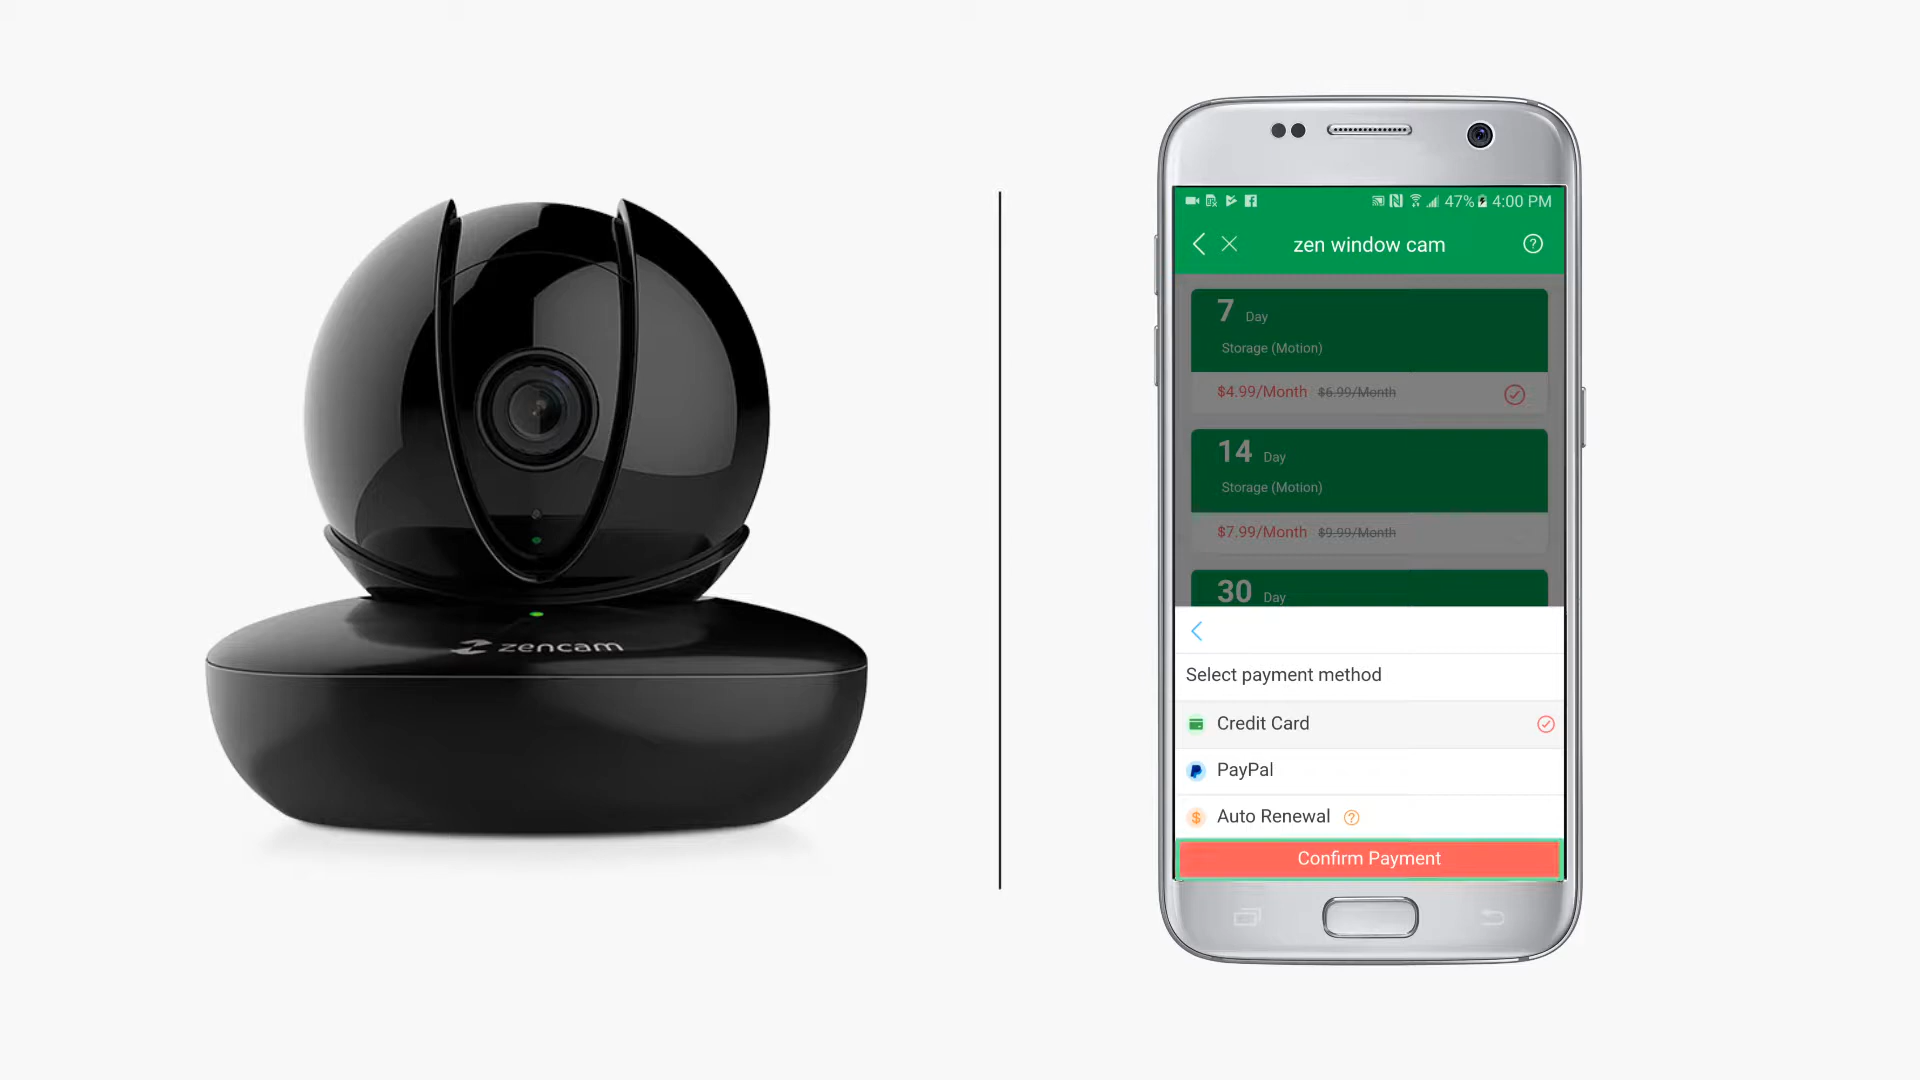 zencam
47% 4:00 PM
zen window cam
7 Day
Storage (Motion)
$4.99/Month $6.99/Month
14 Day
Storage (Motion)
$7.99/Month $9.99/Month
30 Day
Select payment method
Credit Card
PayPal
Auto Renewal
Confirm Payment